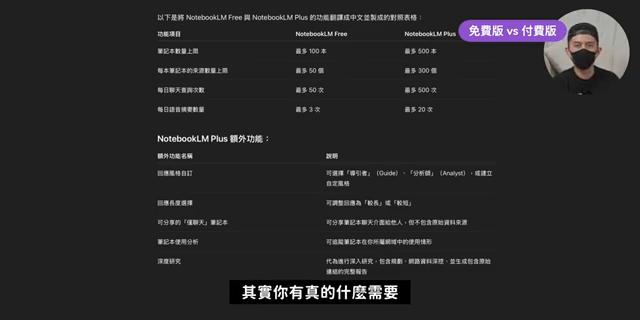 以下是將 NotebookLM Free 與 NotebookLM Plus 的功能翻譯成中文並製成的對照表格：
免費版 vs 付費版
功能項目 NotebookLM Free NotebookLM Plus
筆記本數量上限 最多 100 本 最多 500 本
每本筆記本的來源數量上限 最多 50 個 最多 300 個
每日聊天查詢次數 最多 50 次 最多 500 次
每日語音摘要數量 最多 3 次 最多 20 次
NotebookLM Plus 額外功能：
額外功能名稱 說明
回應風格自訂 可選擇「導引者」（Guide）、「分析師」（Analyst），或建立
自定風格
回應長度選擇 可調整回應為「較長」或「較短」
可分享的「僅聊天」筆記本 可分享筆記本聊天介面給他人，但不包含原始資料來源
筆記本使用分析 可追蹤筆記本在你所屬網域中的使用情形
深度研究 代為進行深入研究，包含規劃、網路資料深挖、並生成包含原始
連結的完整報告
其實你有真的什麼需要